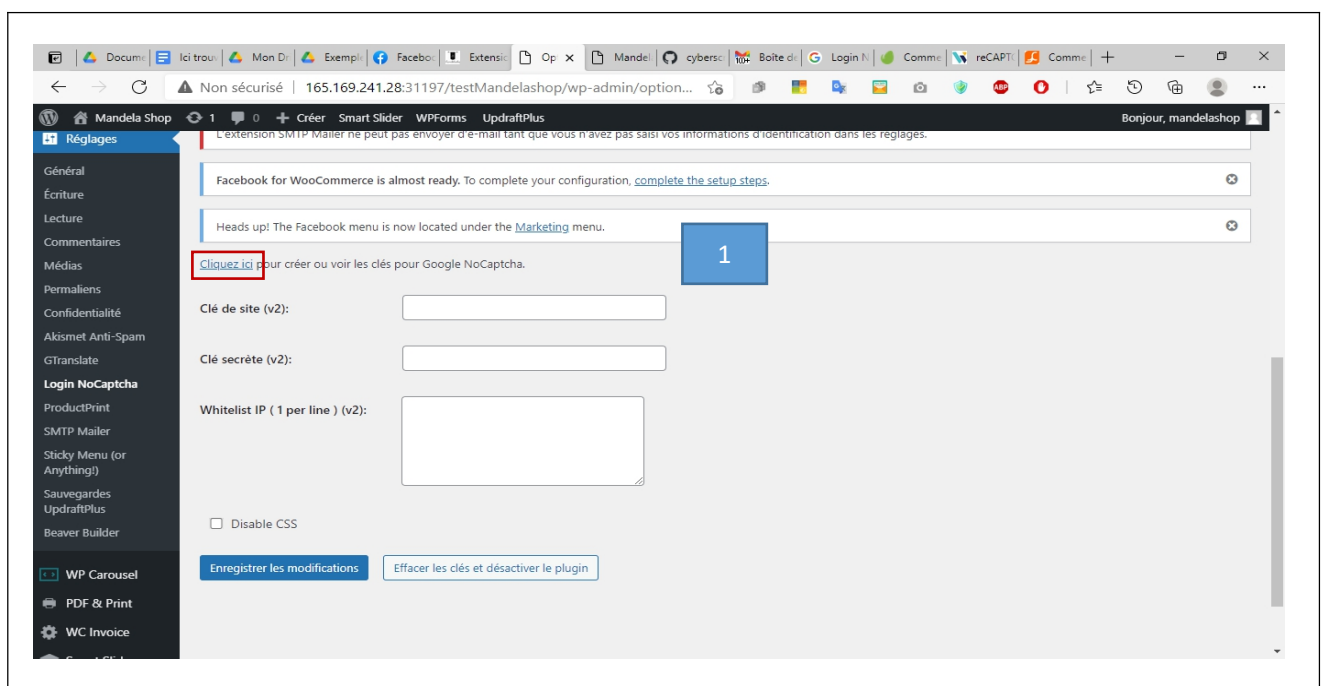 Docume
Ici trouv
Mon Dr
Exempl
Faceboo
Extensio
Op
Mandel
cybersc
Boîte de
Login N
Comme
reCAPTC
Comme
Non sécurisé | 165.169.241.28:31197/testMandelashop/wp-admin/option...
Mandela Shop 1 0 + Créer Smart Slider WPForms UpdraftPlus Bonjour, mandelashop
Réglages
L'extension SMTP Mailer ne peut pas envoyer d'e-mail tant que vous n'avez pas saisi vos informations d'identification dans les réglages.
Général
Écriture
Lecture
Commentaires
Médias
Permaliens
Confidentialité
Akismet Anti-Spam
GTranslate
Login NoCaptcha
ProductPrint
SMTP Mailer
Sticky Menu (or
Anything!)
Sauvegardes
UpdraftPlus
Beaver Builder
WP Carousel
PDF & Print
WC Invoice
Facebook for WooCommerce is almost ready. To complete your configuration, complete the setup steps.
Heads up! The Facebook menu is now located under the Marketing menu.
1
Cliquez ici pour créer ou voir les clés pour Google NoCaptcha.
Clé de site (v2):
Clé secrète (v2):
Whitelist IP ( 1 per line ) (v2):
Disable CSS
Enregistrer les modifications
Effacer les clés et désactiver le plugin